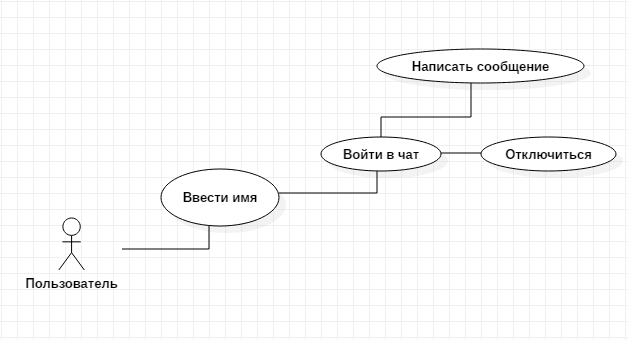 Написать сообщение
Войти в чат
Отключиться
Ввести имя
Пользователь